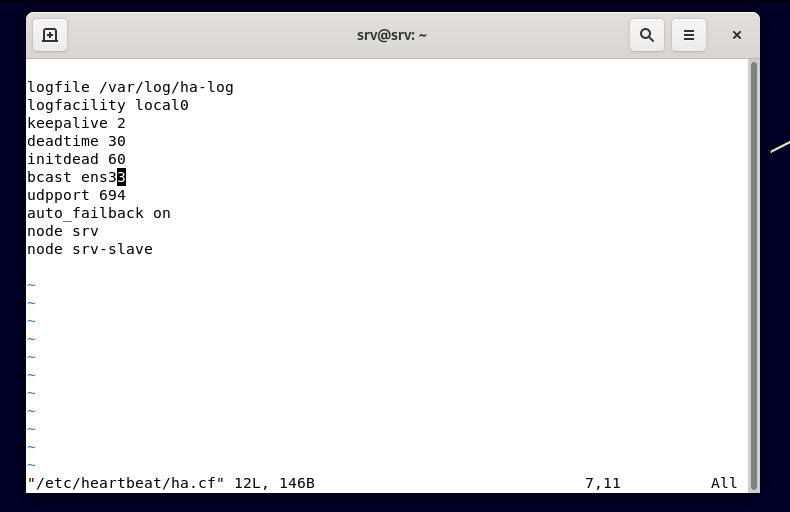 srv@srv: ~
logfile /var/log/ha-log
logfacility local0
keepalive 2
deadtime 30
initdead 60
bcast ens33
udpport 694
auto_failback on
node srv
node srv-slave
~
~
~
~
~
~
~
~
~
~
~
"/etc/heartbeat/ha.cf" 12L, 146B 7,11 All